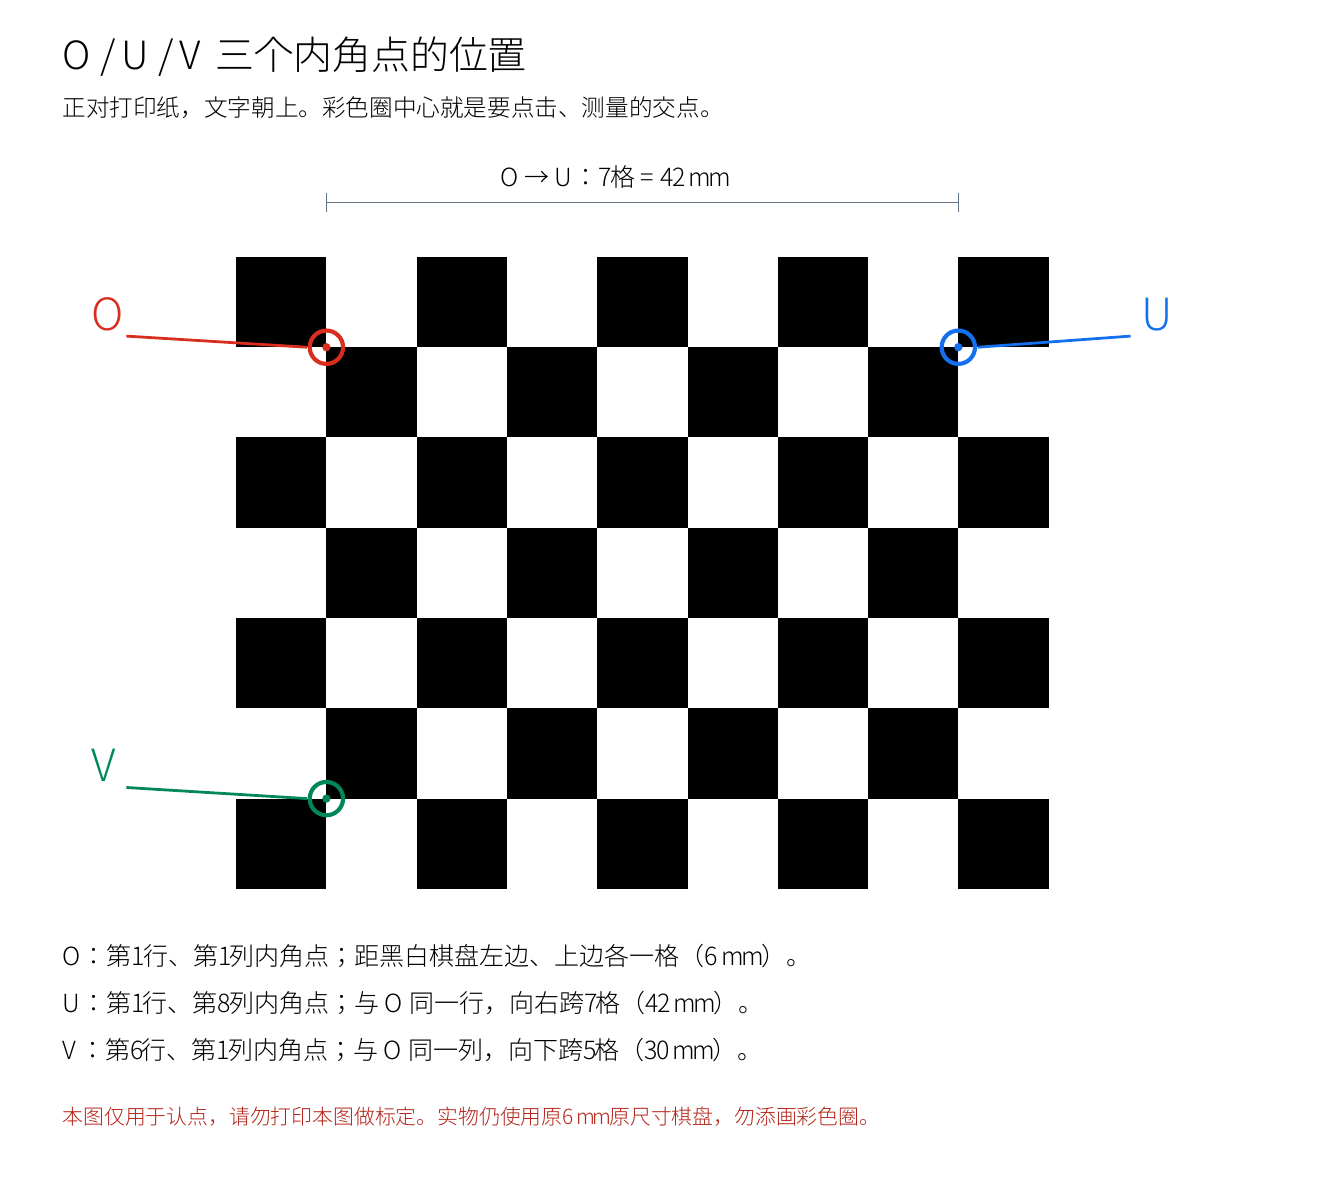 O / U / V 三个内角点的位置
正对打印纸，文字朝上。彩色圈中心就是要点击、测量的交点。
O → U：7格 = 42 mm
O
U
V
O：第1行、第1列内角点；距黑白棋盘左边、上边各一格（6 mm）。
U：第1行、第8列内角点；与 O 同一行，向右跨7格（42 mm）。
V：第6行、第1列内角点；与 O 同一列，向下跨5格（30 mm）。
本图仅用于认点，请勿打印本图做标定。实物仍使用原6 mm原尺寸棋盘，勿添画彩色圈。